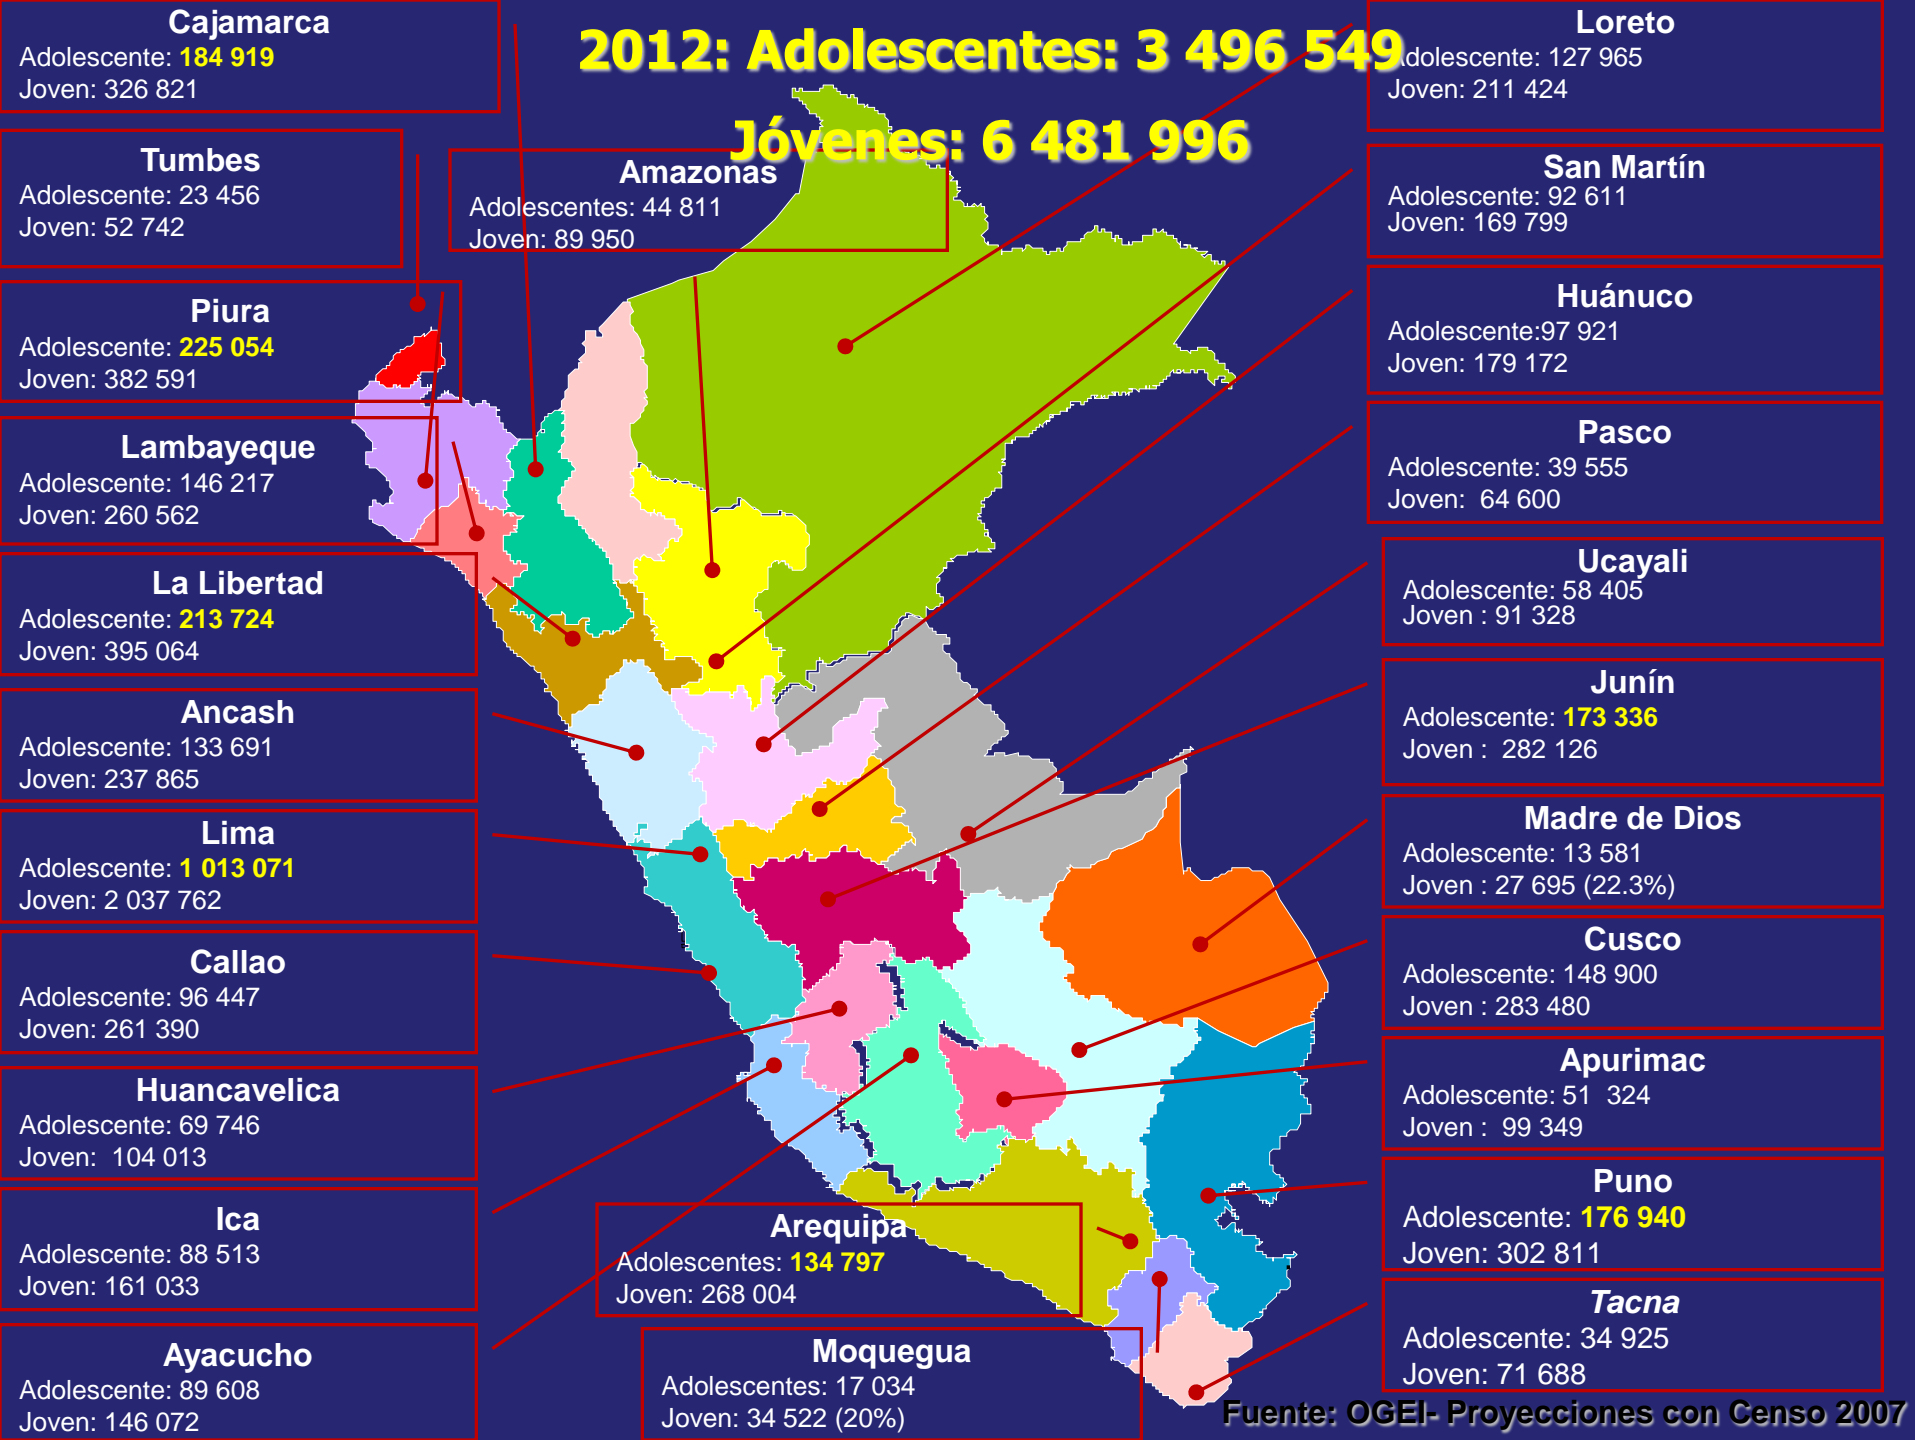 2012: Adolescentes: 3 496 549
Jóvenes: 6 481 996
Cajamarca
Adolescente: 184 919
Joven: 326 821
Tumbes
Adolescente: 23 456
Joven: 52 742
Amazonas
Adolescentes: 44 811
Joven: 89 950
Piura
Adolescente: 225 054
Joven: 382 591
Lambayeque
Adolescente: 146 217
Joven: 260 562
La Libertad
Adolescente: 213 724
Joven: 395 064
Ancash
Adolescente: 133 691
Joven: 237 865
Lima
Adolescente: 1 013 071
Joven: 2 037 762
Callao
Adolescente: 96 447
Joven: 261 390
Huancavelica
Adolescente: 69 746
Joven:  104 013
Ica
Adolescente: 88 513
Joven: 161 033
Ayacucho
Adolescente: 89 608
Joven: 146 072
Arequipa
Adolescentes: 134 797
Joven: 268 004
Moquegua
Adolescentes: 17 034
Joven: 34 522 (20%)
Loreto
Adolescente: 127 965
Joven: 211 424
San Martín
Adolescente: 92 611
Joven: 169 799
Huánuco
Adolescente:97 921
Joven: 179 172
Pasco
Adolescente: 39 555
Joven:  64 600
Ucayali
Adolescente: 58 405
Joven : 91 328
Junín
Adolescente: 173 336
Joven :  282 126
Madre de Dios
Adolescente: 13 581
Joven : 27 695 (22.3%)
Cusco
Adolescente: 148 900
Joven : 283 480
Apurimac
Adolescente: 51  324
Joven :  99 349
Puno
Adolescente: 176 940
Joven: 302 811
Tacna
Adolescente: 34 925
Joven: 71 688
Fuente: OGEI- Proyecciones con Censo 2007